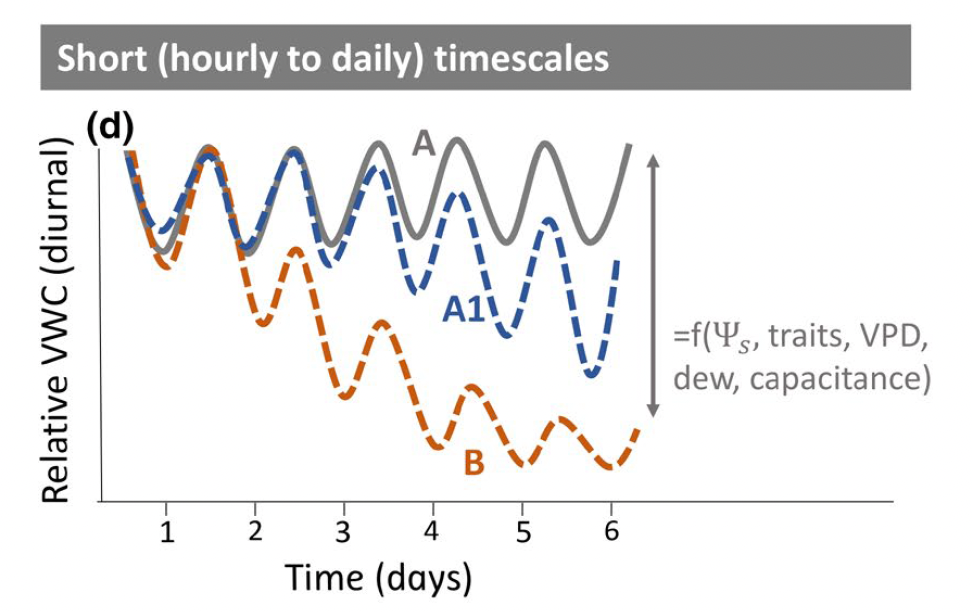 Short (hourly to daily) timescales
(d)
Relative VWC (diurnal)
A
A1
B
=f(Ψs, traits, VPD,
dew, capacitance)
1 2 3 4 5 6
Time (days)